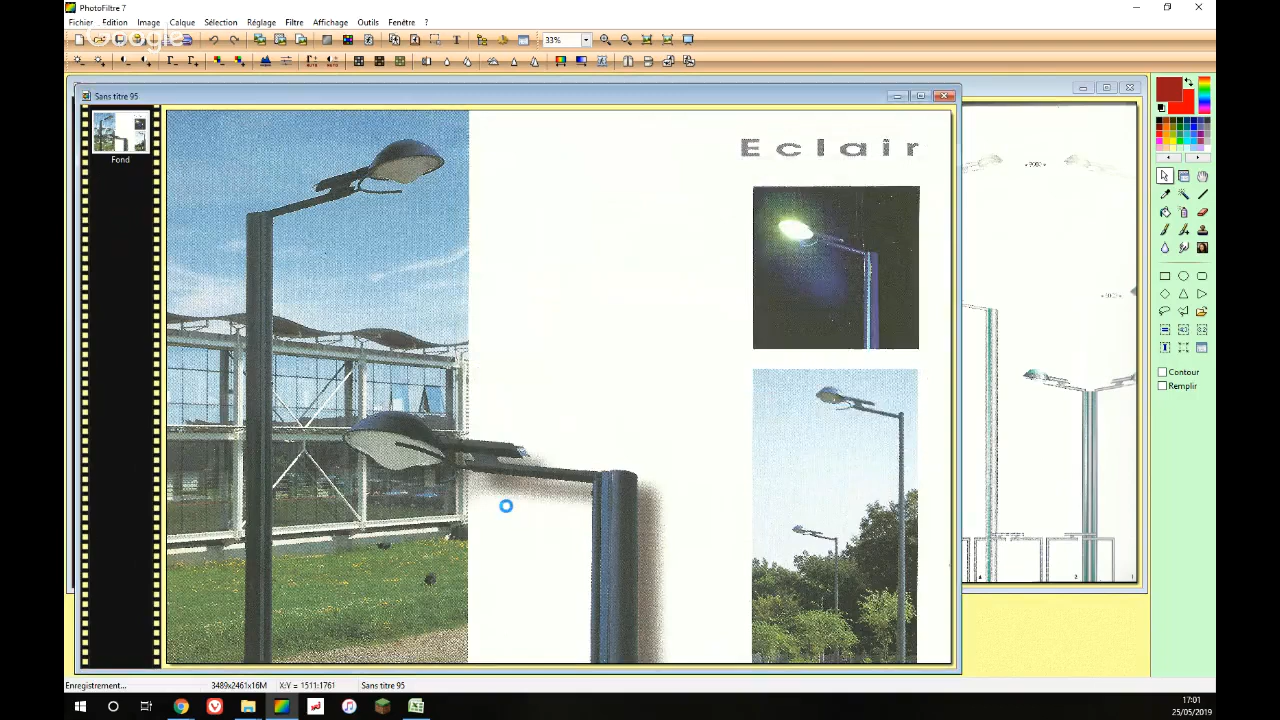 PhotoFiltre 7
Fichier Edition Image Calque Sélection Réglage Filtre Affichage Outils Fenêtre ?
Google
33%
Sans titre 95
Fond
Eclair
Contour
Remplir
Enregistrement... 3489x2461x16M X:Y = 1511:1761 Sans titre 95
17:01
25/05/2019